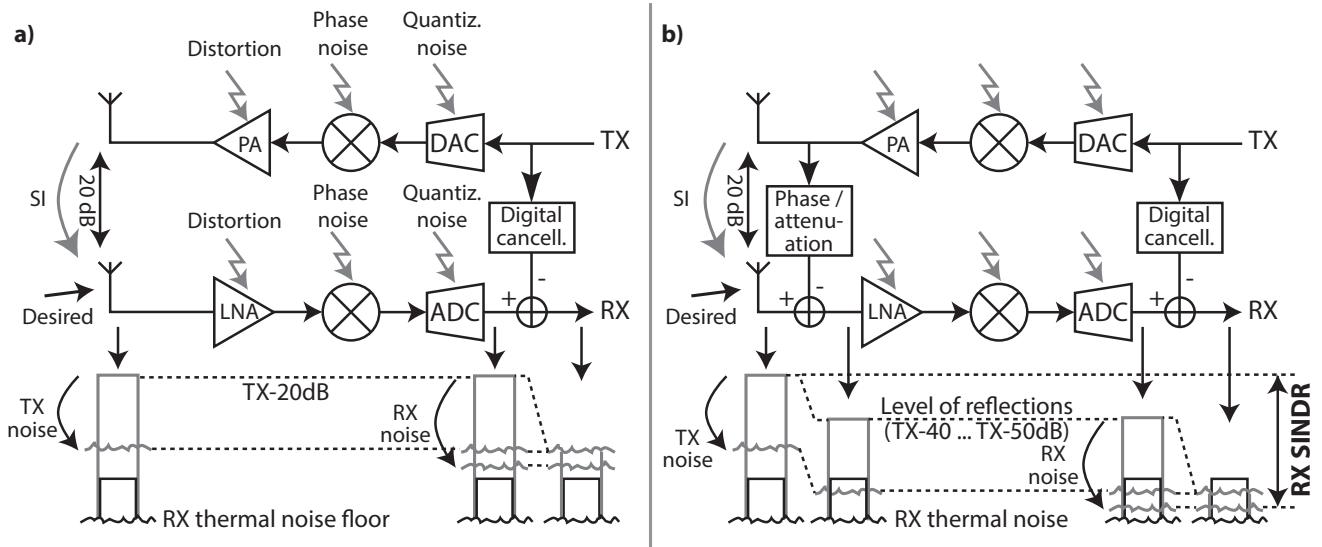 a)
Distortion
Phase
noise
Quantiz.
noise
PA
DAC
TX
SI
20 dB
Distortion
Phase
noise
Quantiz.
noise
Digital
cancell.
-
+
Desired
LNA
ADC
RX
TX-20dB
TX
noise
RX
noise
RX thermal noise floor
b)
PA
DAC
TX
SI
20 dB
Phase /
attenu-
ation
Digital
cancell.
-
-
+
+
Desired
LNA
ADC
RX
Level of reflections
(TX-40 ... TX-50dB)
TX
noise
RX
noise
RX SINDR
RX thermal noise